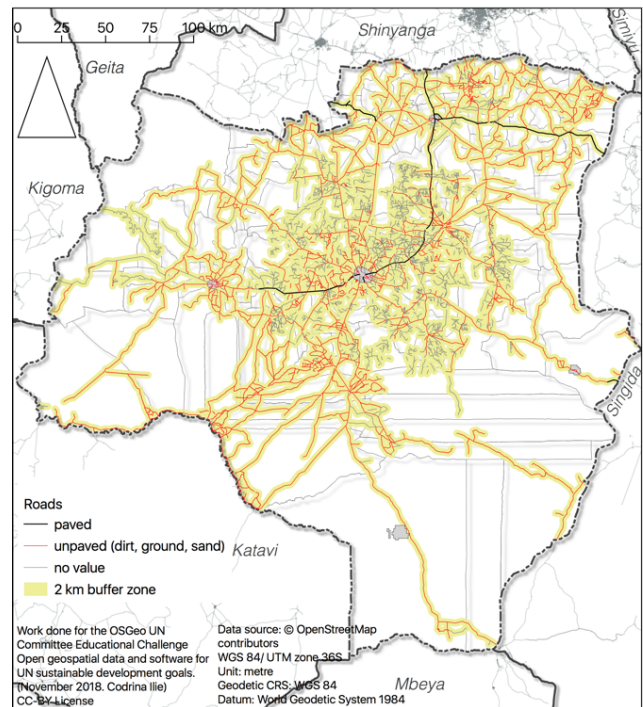 0 25 50 75 100 km
Shinyanga
Simiyu
Geita
Kigoma
Singida
Katavi
Mbeya
Roads
paved
unpaved (dirt, ground, sand)
no value
2 km buffer zone
Work done for the OSGeo UN
Committee Educational Challenge
Open geospatial data and software for
UN sustainable development goals.
(November 2018. Codrina Ilie)
CC-BY License
Data source: © OpenStreetMap
contributors
WGS 84/ UTM zone 36S
Unit: metre
Geodetic CRS: WGS 84
Datum: World Geodetic System 1984